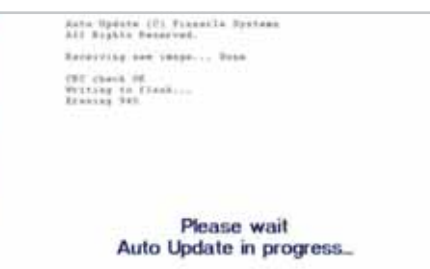 Auto Update (C) Pinnacle Systems
All Rights Reserved.
Receiving new image... Done
CRC check OK
Writing to flash...
Erasing
Please wait
Auto Update in progress...